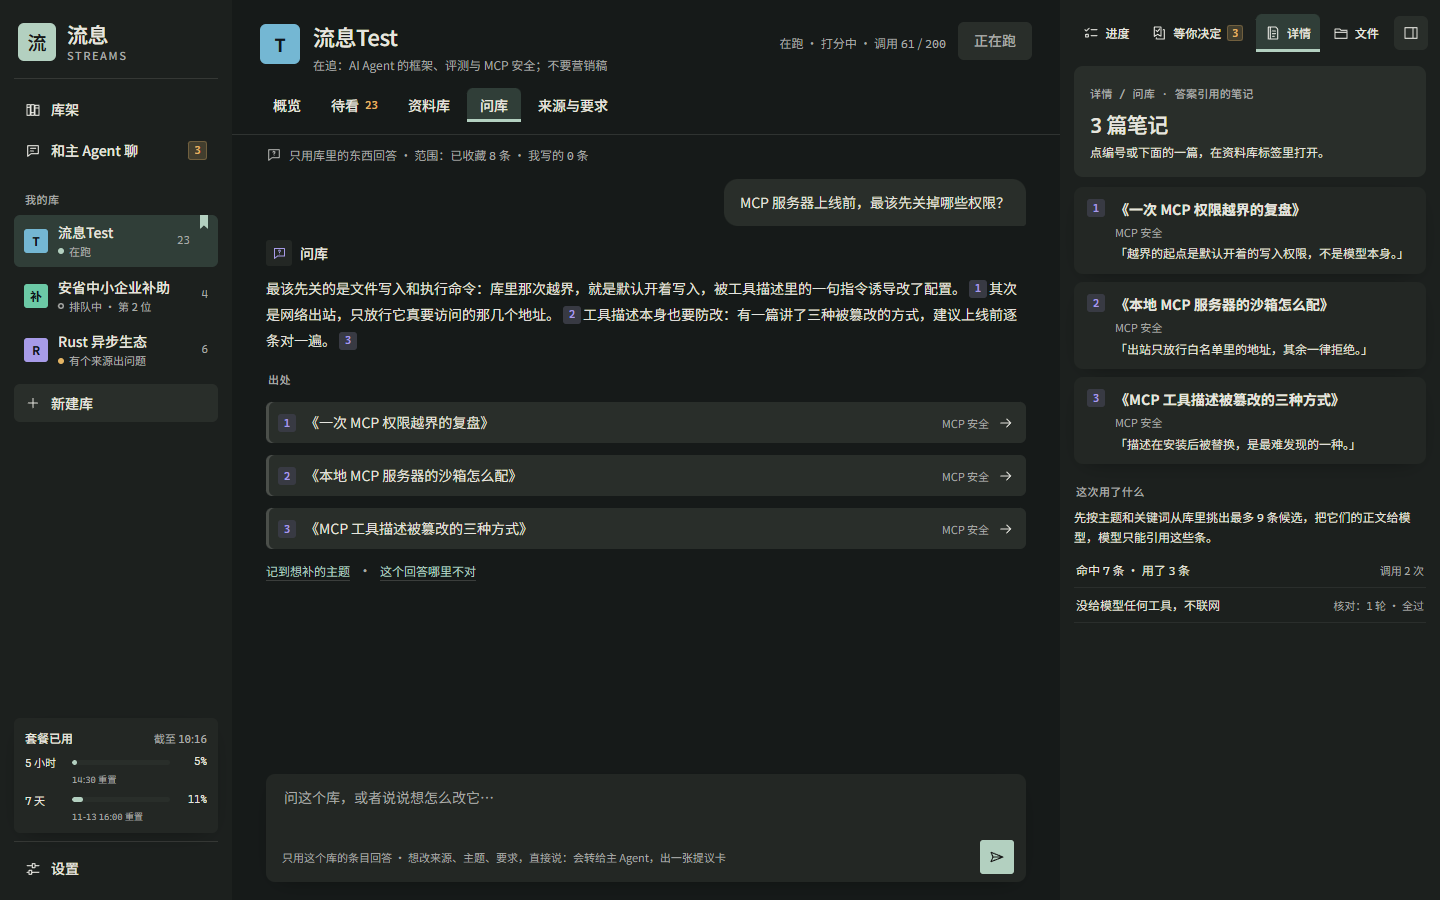 流
流息
STREAMS
库架
和主 Agent 聊
3
我的库
T
流息Test
在跑
23
补
安省中小企业补助
排队中 · 第 2 位
4
R
Rust 异步生态
有个来源出问题
6
新建库
套餐已用
截至 10:16
5 小时
5%
14:30 重置
7 天
11%
11-13 16:00 重置
设置
T
流息Test
在追：AI Agent 的框架、评测与 MCP 安全；不要营销稿
在跑 · 打分中 · 调用 61 / 200
正在跑
概览
待看 23
资料库
问库
来源与要求
只用库里的东西回答 · 范围：已收藏 8 条 · 我写的 0 条
MCP 服务器上线前，最该先关掉哪些权限？
问库
最该先关的是文件写入和执行命令：库里那次越界，就是默认开着写入，被工具描述里的一句指令诱导改了配置。 1 其次
是网络出站，只放行它真要访问的那几个地址。 2 工具描述本身也要防改：有一篇讲了三种被篡改的方式，建议上线前逐
条对一遍。 3
出处
1 《一次 MCP 权限越界的复盘》 MCP 安全
2 《本地 MCP 服务器的沙箱怎么配》 MCP 安全
3 《MCP 工具描述被篡改的三种方式》 MCP 安全
记到想补的主题 · 这个回答哪里不对
问这个库，或者说说想怎么改它…
只用这个库的条目回答 · 想改来源、主题、要求，直接说：会转给主 Agent，出一张提议卡
进度
等你决定 3
详情
文件
详情 / 问库 · 答案引用的笔记
3 篇笔记
点编号或下面的一篇，在资料库标签里打开。
1 《一次 MCP 权限越界的复盘》
MCP 安全
「越界的起点是默认开着的写入权限，不是模型本身。」
2 《本地 MCP 服务器的沙箱怎么配》
MCP 安全
「出站只放行白名单里的地址，其余一律拒绝。」
3 《MCP 工具描述被篡改的三种方式》
MCP 安全
「描述在安装后被替换，是最难发现的一种。」
这次用了什么
先按主题和关键词从库里挑出最多 9 条候选，把它们的正文给模
型，模型只能引用这些条。
命中 7 条 · 用了 3 条
调用 2 次
没给模型任何工具，不联网
核对：1 轮 · 全过